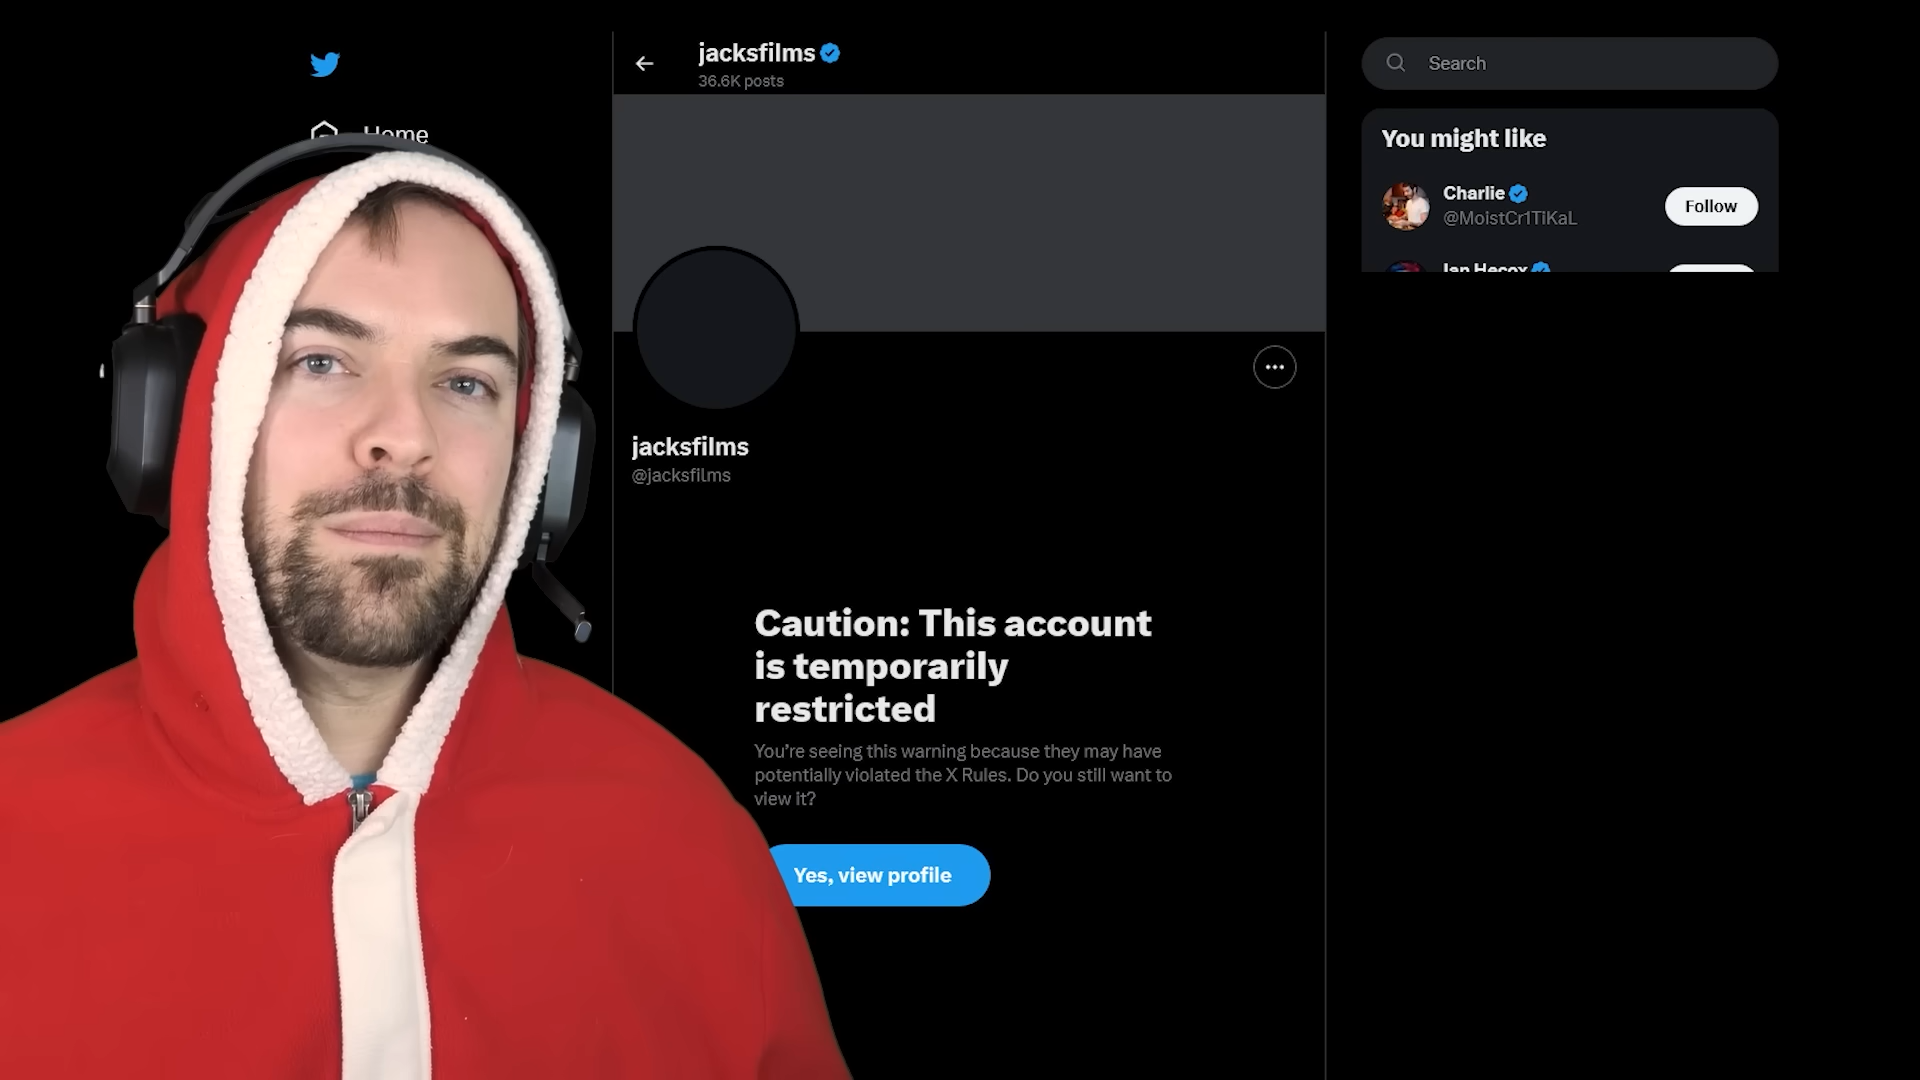 Home
jacksfilms
36.6K posts
jacksfilms
@jacksfilms
Caution: This account
is temporarily
restricted
You're seeing this warning because they may have
potentially violated the X Rules. Do you still want to
view it?
Yes, view profile
Search
You might like
Charlie
@MoistCr1TiKaL
Follow
Ian Hecox